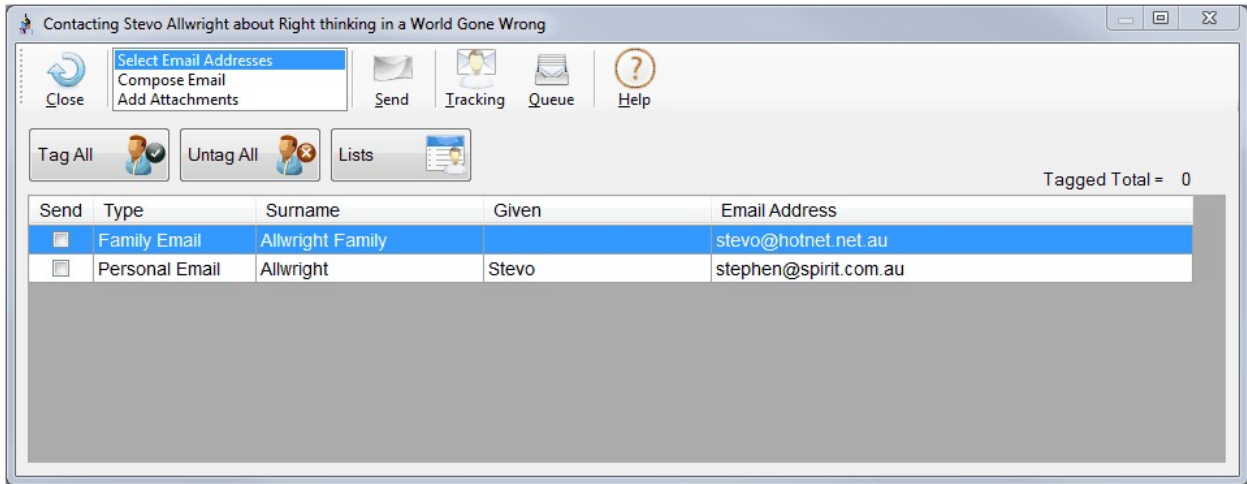 Contacting Stevo Allwright about Right thinking in a World Gone Wrong
Select Email Addresses
Compose Email
Add Attachments
Close
Send
Tracking
Queue
Help
Tag All
Untag All
Lists
Tagged Total = 0
Send Type Surname Given Email Address
Family Email Allwright Family stevo@hotnet.net.au
Personal Email Allwright Stevo stephen@spirit.com.au